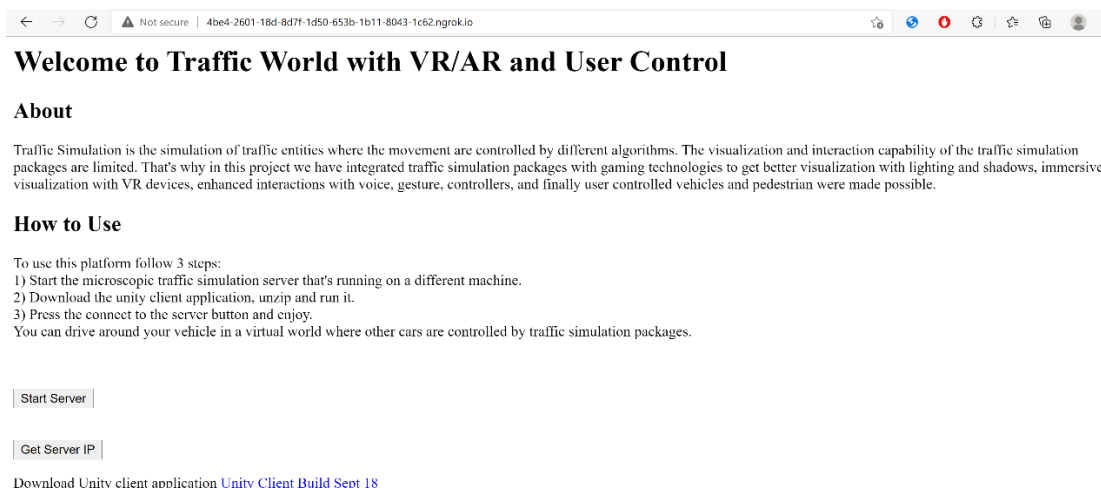 Not secure | 4be4-2601-18d-8d7f-1d50-653b-1b11-8043-1c62.ngrok.io
Welcome to Traffic World with VR/AR and User Control
About
Traffic Simulation is the simulation of traffic entities where the movement are controlled by different algorithms. The visualization and interaction capability of the traffic simulation
packages are limited. That's why in this project we have integrated traffic simulation packages with gaming technologies to get better visualization with lighting and shadows, immersive
visualization with VR devices, enhanced interactions with voice, gesture, controllers, and finally user controlled vehicles and pedestrian were made possible.
How to Use
To use this platform follow 3 steps:
1) Start the microscopic traffic simulation server that's running on a different machine.
2) Download the unity client application, unzip and run it.
3) Press the connect to the server button and enjoy.
You can drive around your vehicle in a virtual world where other cars are controlled by traffic simulation packages.
Start Server
Get Server IP
Download Unity client application Unity Client Build Sept 18